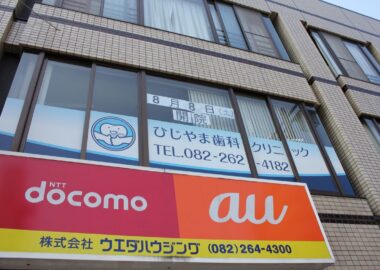 8月8日(土)
開院
ひじやま歯科クリニック
TEL.082-262-4182
NTT
docomo
au
株式会社 ウエダハウジング (082)264-4300